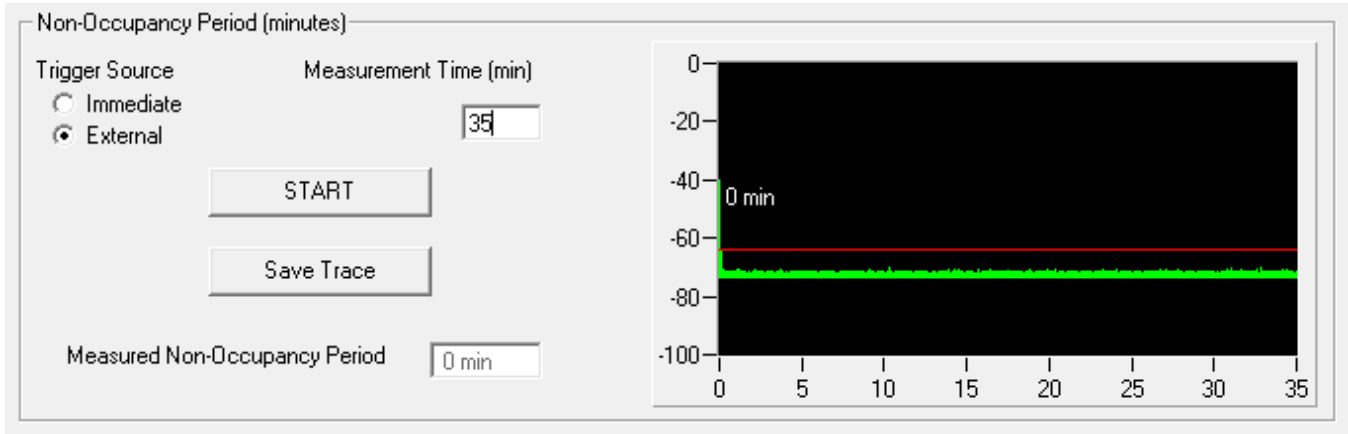 Non-Occupancy Period (minutes)
Trigger Source
Immediate
External
Measurement Time (min)
35
START
Save Trace
Measured Non-Occupancy Period
0 min
0
-20
-40
-60
-80
-100
0 min
0 5 10 15 20 25 30 35